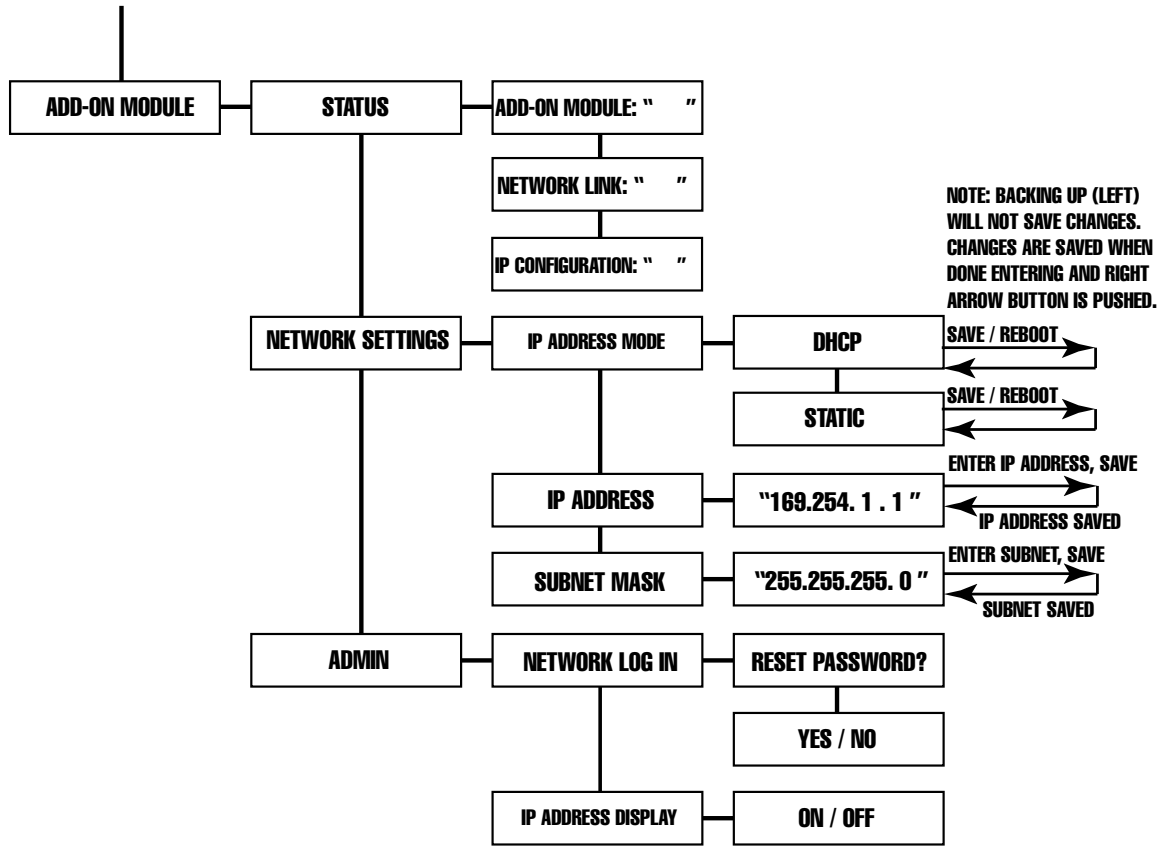 ADD-ON MODULE
STATUS
ADD-ON MODULE: “ ”
NETWORK LINK: “ ”
IP CONFIGURATION: “ ”
NOTE: BACKING UP (LEFT)
WILL NOT SAVE CHANGES.
CHANGES ARE SAVED WHEN
DONE ENTERING AND RIGHT
ARROW BUTTON IS PUSHED.
NETWORK SETTINGS
IP ADDRESS MODE
DHCP
SAVE / REBOOT
STATIC
SAVE / REBOOT
IP ADDRESS
“169.254. 1 . 1 ”
ENTER IP ADDRESS, SAVE
IP ADDRESS SAVED
SUBNET MASK
“255.255.255. 0 ”
ENTER SUBNET, SAVE
SUBNET SAVED
ADMIN
NETWORK LOG IN
RESET PASSWORD?
YES / NO
IP ADDRESS DISPLAY
ON / OFF